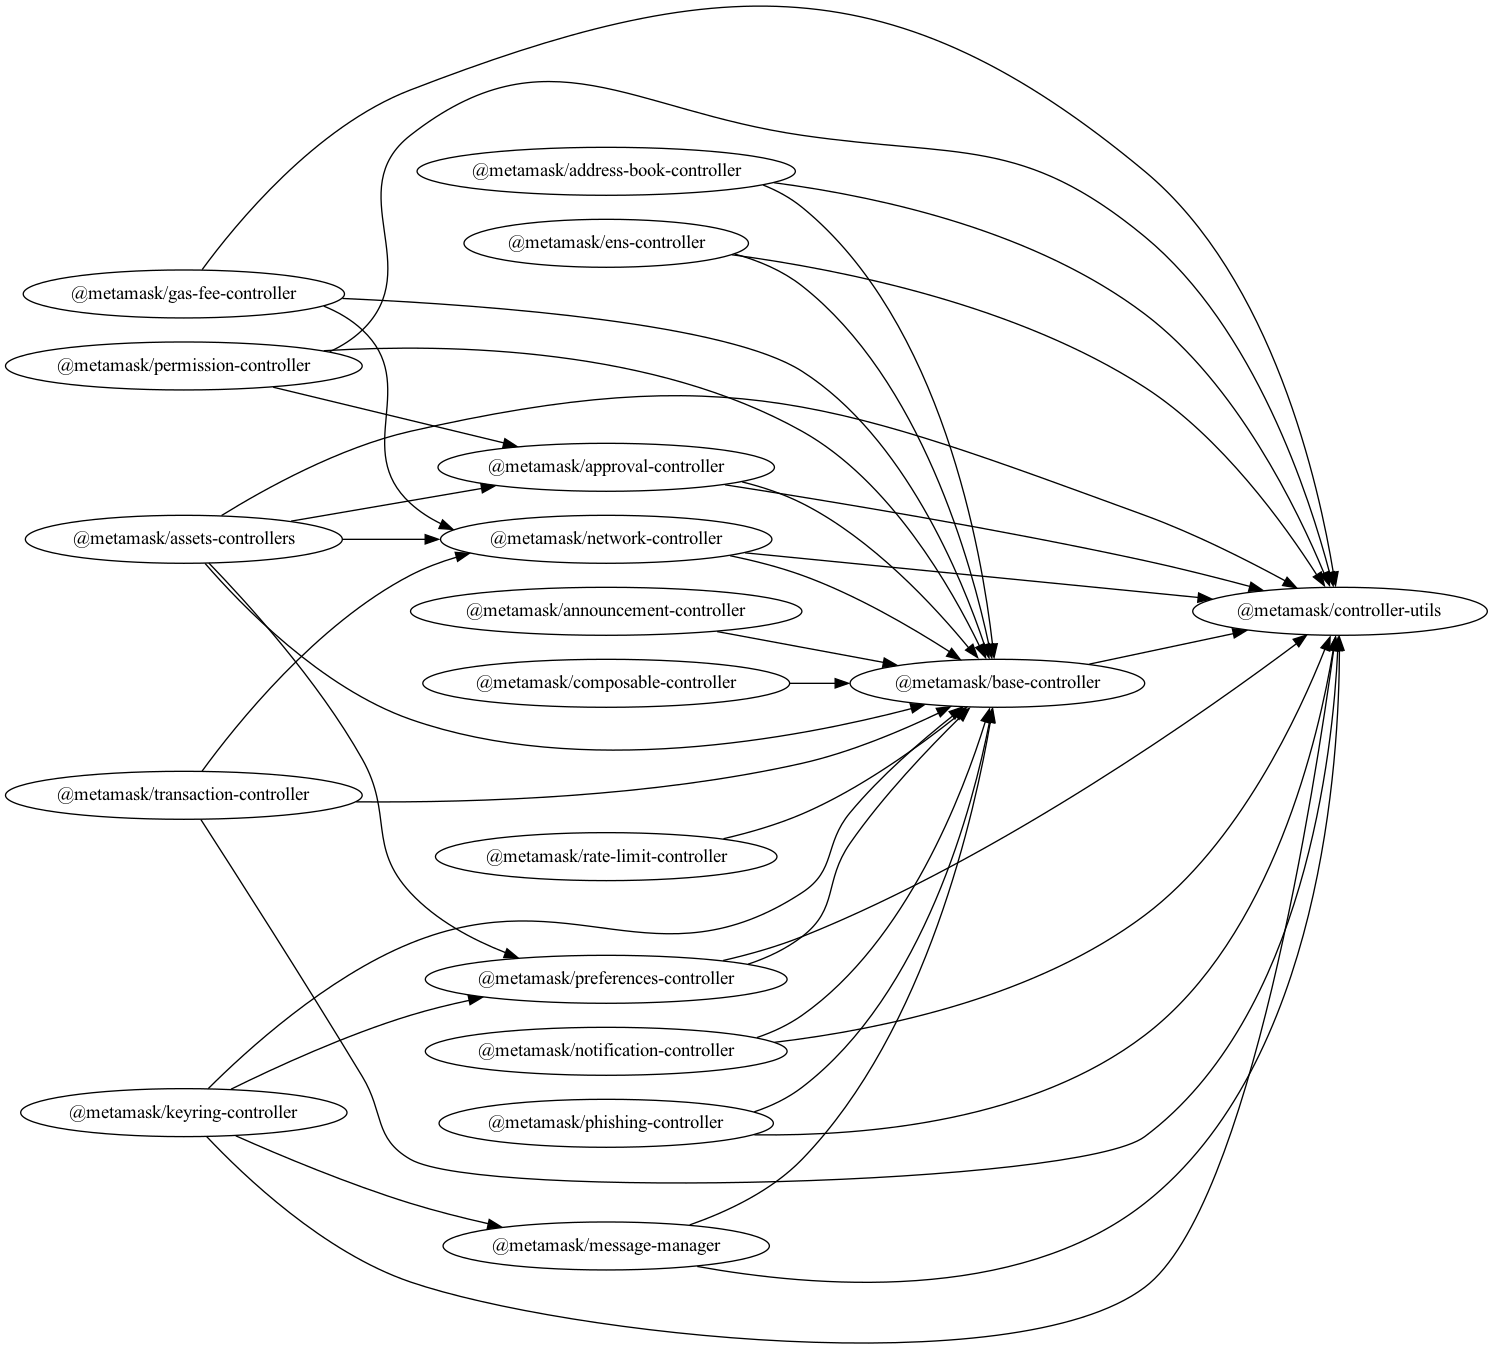 @metamask/address-book-controller
@metamask/ens-controller
@metamask/gas-fee-controller
@metamask/permission-controller
@metamask/approval-controller
@metamask/assets-controllers
@metamask/network-controller
@metamask/announcement-controller
@metamask/controller-utils
@metamask/composable-controller
@metamask/base-controller
@metamask/transaction-controller
@metamask/rate-limit-controller
@metamask/preferences-controller
@metamask/notification-controller
@metamask/keyring-controller
@metamask/phishing-controller
@metamask/message-manager